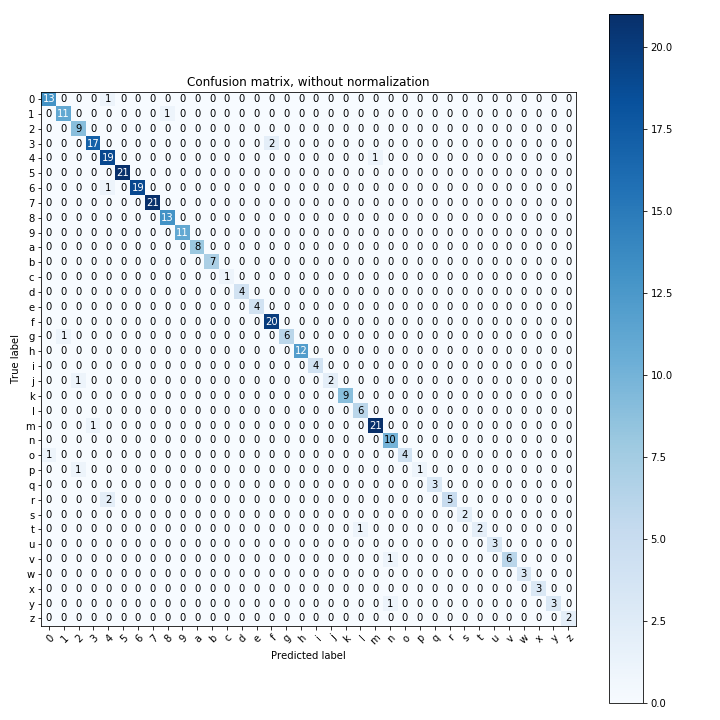 Confusion matrix, without normalization
0 13 0 0 0 1 0 0 0 0 0 0 0 0 0 0 0 0 0 0 0 0 0 0 0 0 0 0 0 0 0 0 0 0 0 0 0
1 0 11 0 0 0 0 0 0 1 0 0 0 0 0 0 0 0 0 0 0 0 0 0 0 0 0 0 0 0 0 0 0 0 0 0 0
2 0 0 9 0 0 0 0 0 0 0 0 0 0 0 0 0 0 0 0 0 0 0 0 0 0 0 0 0 0 0 0 0 0 0 0 0
3 0 0 0 17 0 0 0 0 0 0 0 0 0 0 0 2 0 0 0 0 0 0 0 0 0 0 0 0 0 0 0 0 0 0 0 0
4 0 0 0 0 19 0 0 0 0 0 0 0 0 0 0 0 0 0 0 0 0 0 1 0 0 0 0 0 0 0 0 0 0 0 0 0
5 0 0 0 0 0 21 0 0 0 0 0 0 0 0 0 0 0 0 0 0 0 0 0 0 0 0 0 0 0 0 0 0 0 0 0 0
6 0 0 0 0 1 0 19 0 0 0 0 0 0 0 0 0 0 0 0 0 0 0 0 0 0 0 0 0 0 0 0 0 0 0 0 0
7 0 0 0 0 0 0 0 21 0 0 0 0 0 0 0 0 0 0 0 0 0 0 0 0 0 0 0 0 0 0 0 0 0 0 0 0
8 0 0 0 0 0 0 0 0 13 0 0 0 0 0 0 0 0 0 0 0 0 0 0 0 0 0 0 0 0 0 0 0 0 0 0 0
9 0 0 0 0 0 0 0 0 0 11 0 0 0 0 0 0 0 0 0 0 0 0 0 0 0 0 0 0 0 0 0 0 0 0 0 0
a 0 0 0 0 0 0 0 0 0 0 8 0 0 0 0 0 0 0 0 0 0 0 0 0 0 0 0 0 0 0 0 0 0 0 0 0
b 0 0 0 0 0 0 0 0 0 0 0 7 0 0 0 0 0 0 0 0 0 0 0 0 0 0 0 0 0 0 0 0 0 0 0 0
c 0 0 0 0 0 0 0 0 0 0 0 0 1 0 0 0 0 0 0 0 0 0 0 0 0 0 0 0 0 0 0 0 0 0 0 0
d 0 0 0 0 0 0 0 0 0 0 0 0 0 4 0 0 0 0 0 0 0 0 0 0 0 0 0 0 0 0 0 0 0 0 0 0
e 0 0 0 0 0 0 0 0 0 0 0 0 0 0 4 0 0 0 0 0 0 0 0 0 0 0 0 0 0 0 0 0 0 0 0 0
f 0 0 0 0 0 0 0 0 0 0 0 0 0 0 0 20 0 0 0 0 0 0 0 0 0 0 0 0 0 0 0 0 0 0 0 0
g 0 1 0 0 0 0 0 0 0 0 0 0 0 0 0 0 6 0 0 0 0 0 0 0 0 0 0 0 0 0 0 0 0 0 0 0
h 0 0 0 0 0 0 0 0 0 0 0 0 0 0 0 0 0 12 0 0 0 0 0 0 0 0 0 0 0 0 0 0 0 0 0 0
i 0 0 0 0 0 0 0 0 0 0 0 0 0 0 0 0 0 0 4 0 0 0 0 0 0 0 0 0 0 0 0 0 0 0 0 0
j 0 0 1 0 0 0 0 0 0 0 0 0 0 0 0 0 0 0 0 2 0 0 0 0 0 0 0 0 0 0 0 0 0 0 0 0
k 0 0 0 0 0 0 0 0 0 0 0 0 0 0 0 0 0 0 0 0 9 0 0 0 0 0 0 0 0 0 0 0 0 0 0 0
l 0 0 0 0 0 0 0 0 0 0 0 0 0 0 0 0 0 0 0 0 0 6 0 0 0 0 0 0 0 0 0 0 0 0 0 0
m 0 0 0 1 0 0 0 0 0 0 0 0 0 0 0 0 0 0 0 0 0 0 21 0 0 0 0 0 0 0 0 0 0 0 0 0
n 0 0 0 0 0 0 0 0 0 0 0 0 0 0 0 0 0 0 0 0 0 0 0 10 0 0 0 0 0 0 0 0 0 0 0 0
o 1 0 0 0 0 0 0 0 0 0 0 0 0 0 0 0 0 0 0 0 0 0 0 0 4 0 0 0 0 0 0 0 0 0 0 0
p 0 0 1 0 0 0 0 0 0 0 0 0 0 0 0 0 0 0 0 0 0 0 0 0 0 1 0 0 0 0 0 0 0 0 0 0
q 0 0 0 0 0 0 0 0 0 0 0 0 0 0 0 0 0 0 0 0 0 0 0 0 0 0 3 0 0 0 0 0 0 0 0 0
r 0 0 0 0 2 0 0 0 0 0 0 0 0 0 0 0 0 0 0 0 0 0 0 0 0 0 0 5 0 0 0 0 0 0 0 0
s 0 0 0 0 0 0 0 0 0 0 0 0 0 0 0 0 0 0 0 0 0 0 0 0 0 0 0 0 2 0 0 0 0 0 0 0
t 0 0 0 0 0 0 0 0 0 0 0 0 0 0 0 0 0 0 0 0 0 1 0 0 0 0 0 0 0 2 0 0 0 0 0 0
u 0 0 0 0 0 0 0 0 0 0 0 0 0 0 0 0 0 0 0 0 0 0 0 0 0 0 0 0 0 0 3 0 0 0 0 0
v 0 0 0 0 0 0 0 0 0 0 0 0 0 0 0 0 0 0 0 0 0 0 0 1 0 0 0 0 0 0 0 6 0 0 0 0
w 0 0 0 0 0 0 0 0 0 0 0 0 0 0 0 0 0 0 0 0 0 0 0 0 0 0 0 0 0 0 0 0 3 0 0 0
x 0 0 0 0 0 0 0 0 0 0 0 0 0 0 0 0 0 0 0 0 0 0 0 0 0 0 0 0 0 0 0 0 0 3 0 0
y 0 0 0 0 0 0 0 0 0 0 0 0 0 0 0 0 0 0 0 0 0 0 0 1 0 0 0 0 0 0 0 0 0 0 3 0
z 0 0 0 0 0 0 0 0 0 0 0 0 0 0 0 0 0 0 0 0 0 0 0 0 0 0 0 0 0 0 0 0 0 0 0 2
0 1 2 3 4 5 6 7 8 9 a b c d e f g h i j k l m n o p q r s t u v w x y z
Predicted label
True label
20.0
17.5
15.0
12.5
10.0
7.5
5.0
2.5
0.0